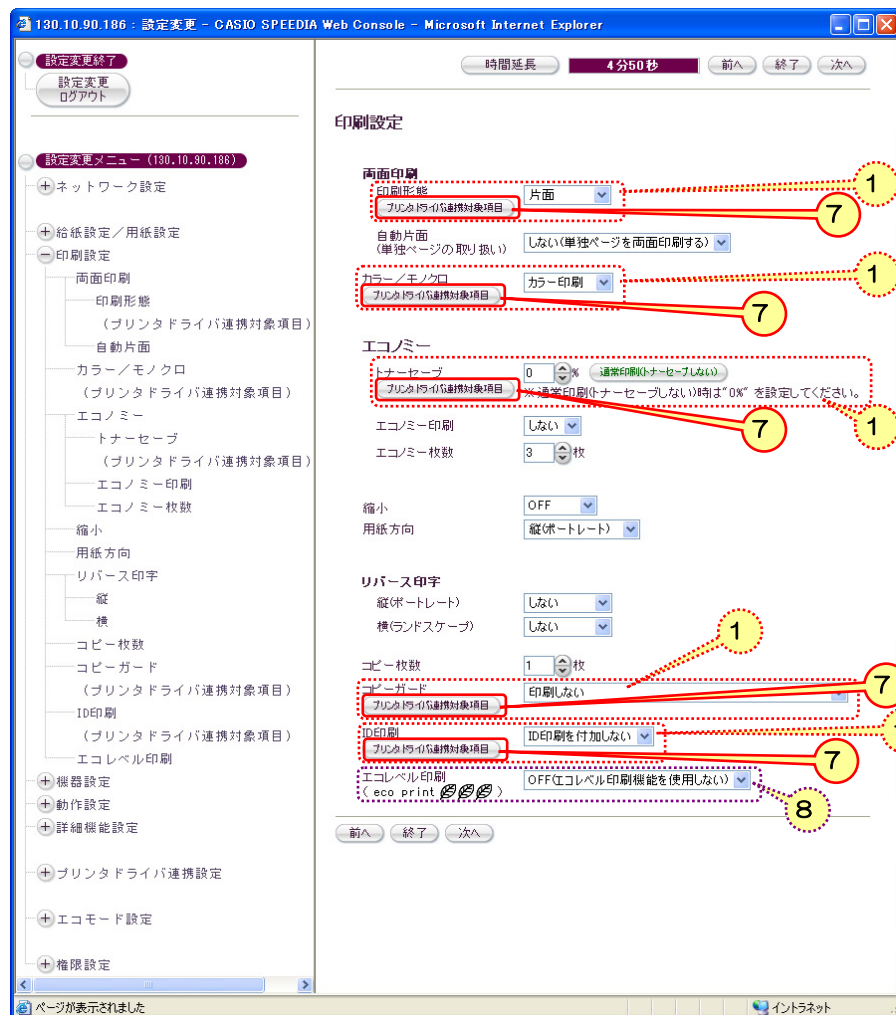 130.10.90.186 : 設定変更 - CASIO SPEEDIA Web Console - Microsoft Internet Explorer
設定変更終了
設定変更
ログアウト
設定変更メニュー (130.10.90.186)
ネットワーク設定
給紙設定／用紙設定
印刷設定
両面印刷
印刷形態
(プリンタドライバ連携対象項目)
自動片面
カラー／モノクロ
(プリンタドライバ連携対象項目)
エコノミー
トナーセーブ
(プリンタドライバ連携対象項目)
エコノミー印刷
エコノミー枚数
縮小
用紙方向
リバース印字
縦
横
コピー枚数
コピーガード
(プリンタドライバ連携対象項目)
ID印刷
(プリンタドライバ連携対象項目)
エコレベル印刷
機器設定
動作設定
詳細機能設定
プリンタドライバ連携設定
エコモード設定
権限設定
時間延長 4分50秒 前へ 終了 次へ
印刷設定
両面印刷
印刷形態 片面 1
プリンタドライバ連携対象項目 7
自動片面
(単独ページの取り扱い) しない(単独ページを両面印刷する)
カラー／モノクロ カラー印刷 1
プリンタドライバ連携対象項目 7
エコノミー
トナーセーブ 0 % 通常印刷(トナーセーブしない)
プリンタドライバ連携対象項目 ※通常印刷(トナーセーブしない)時は"0%" を設定してください。
7 1
エコノミー印刷 しない
エコノミー枚数 3 枚
縮小 OFF
用紙方向 縦(ポートレート)
リバース印字
縦(ポートレート) しない
横(ランドスケープ) しない 1
コピー枚数 1 枚
コピーガード 印刷しない 7
プリンタドライバ連携対象項目
ID印刷 ID印刷を付加しない
プリンタドライバ連携対象項目 7
エコレベル印刷 OFF(エコレベル印刷機能を使用しない)
( eco print ) 8
前へ 終了 次へ
ページが表示されました イントラネット